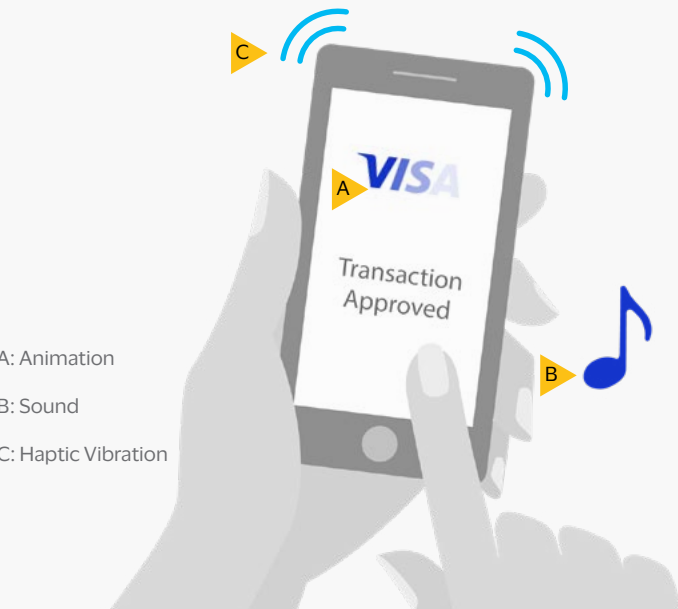 C
VISA
A
Transaction
Approved
A: Animation
B
B: Sound
C: Haptic Vibration